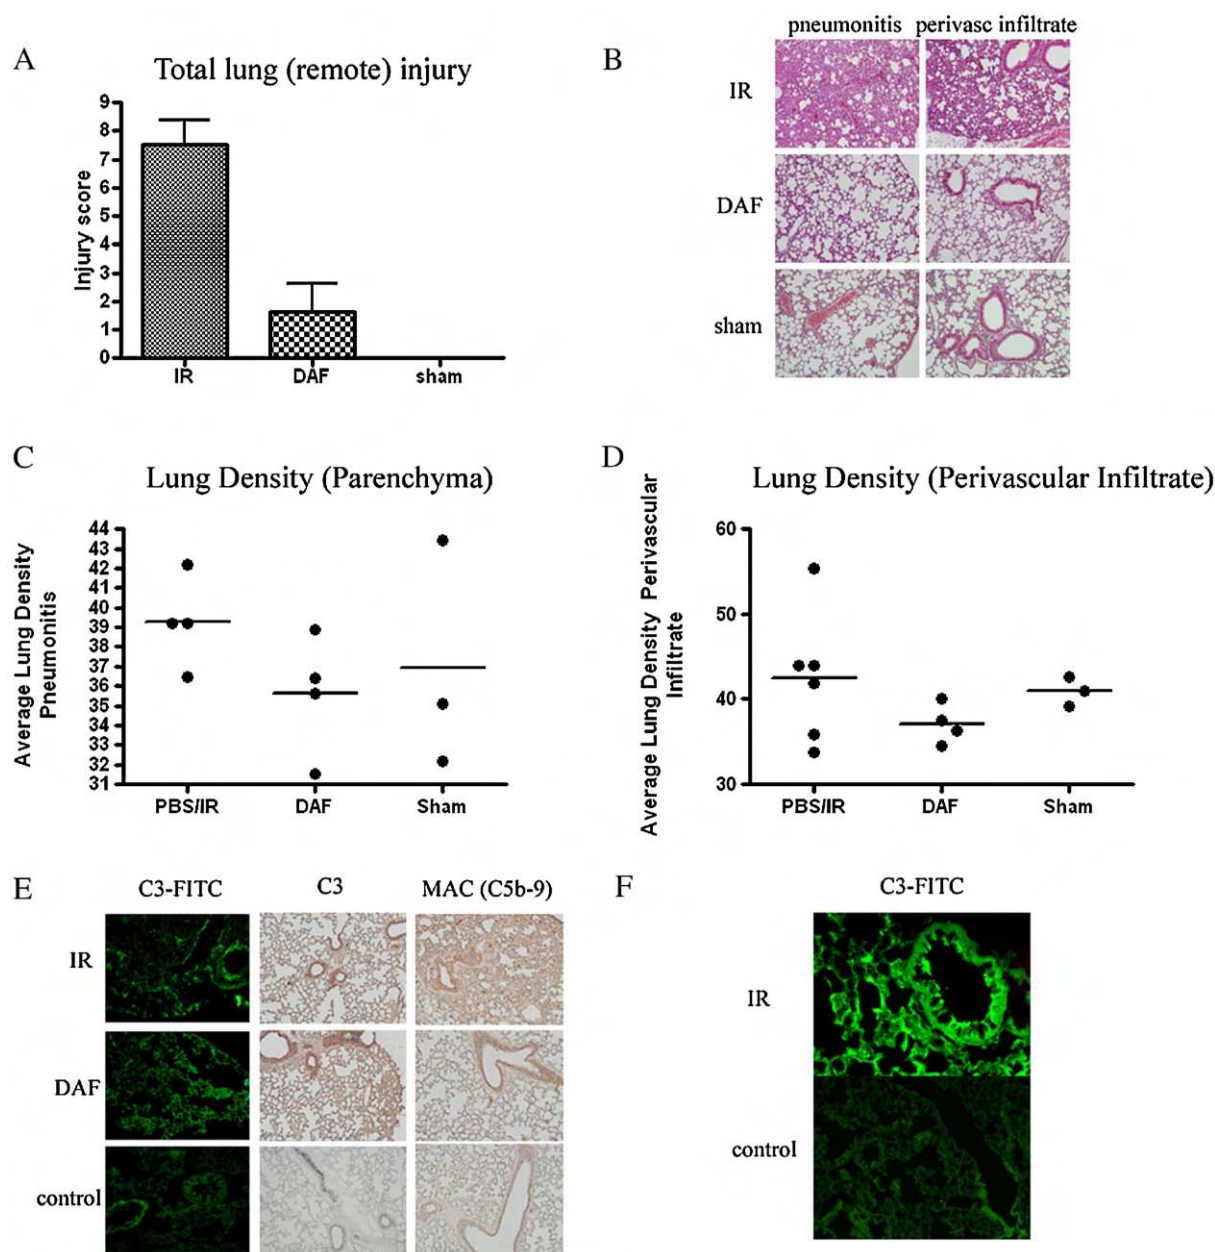 A
Total lung (remote) injury
Injury score
9
8
7
6
5
4
3
2
1
0
IR
DAF
sham
B
pneumonitis
perivasc infiltrate
IR
DAF
sham
C
Lung Density (Parenchyma)
Average Lung Density
Pneumonitis
44
43
42
41
40
39
38
37
36
35
34
33
32
31
PBS/IR
DAF
Sham
D
Lung Density (Perivascular Infiltrate)
Average Lung Density Perivascular
Infiltrate
60
50
40
30
PBS/IR
DAF
Sham
E
C3-FITC
C3
MAC (C5b-9)
IR
DAF
control
F
C3-FITC
IR
control